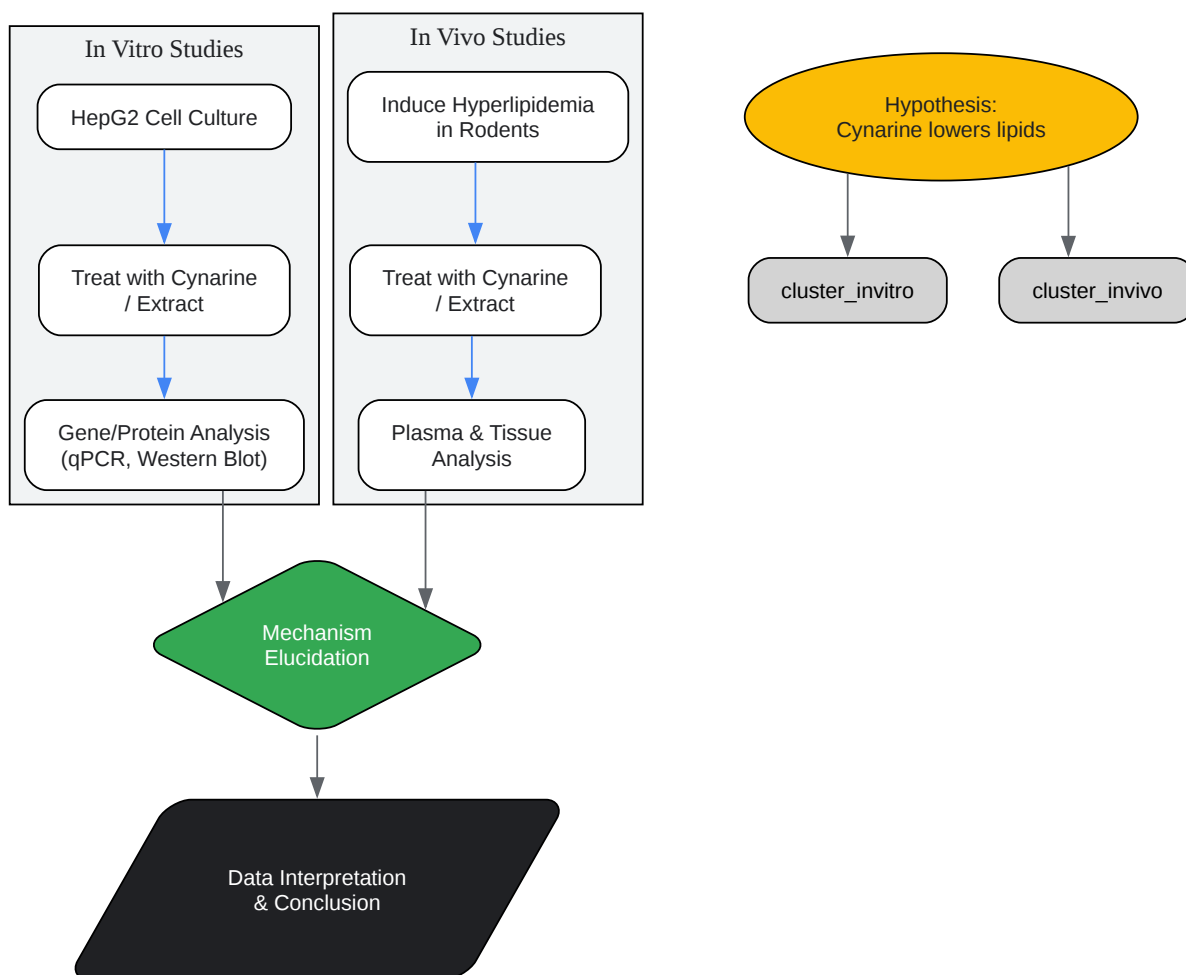 In Vitro Studies
HepG2 Cell Culture
Treat with Cynarine
/ Extract
Gene/Protein Analysis
(qPCR, Western Blot)
In Vivo Studies
Induce Hyperlipidemia
in Rodents
Treat with Cynarine
/ Extract
Plasma & Tissue
Analysis
Mechanism
Elucidation
Data Interpretation
& Conclusion
Hypothesis:
Cynarine lowers lipids
cluster_invitro
cluster_invivo